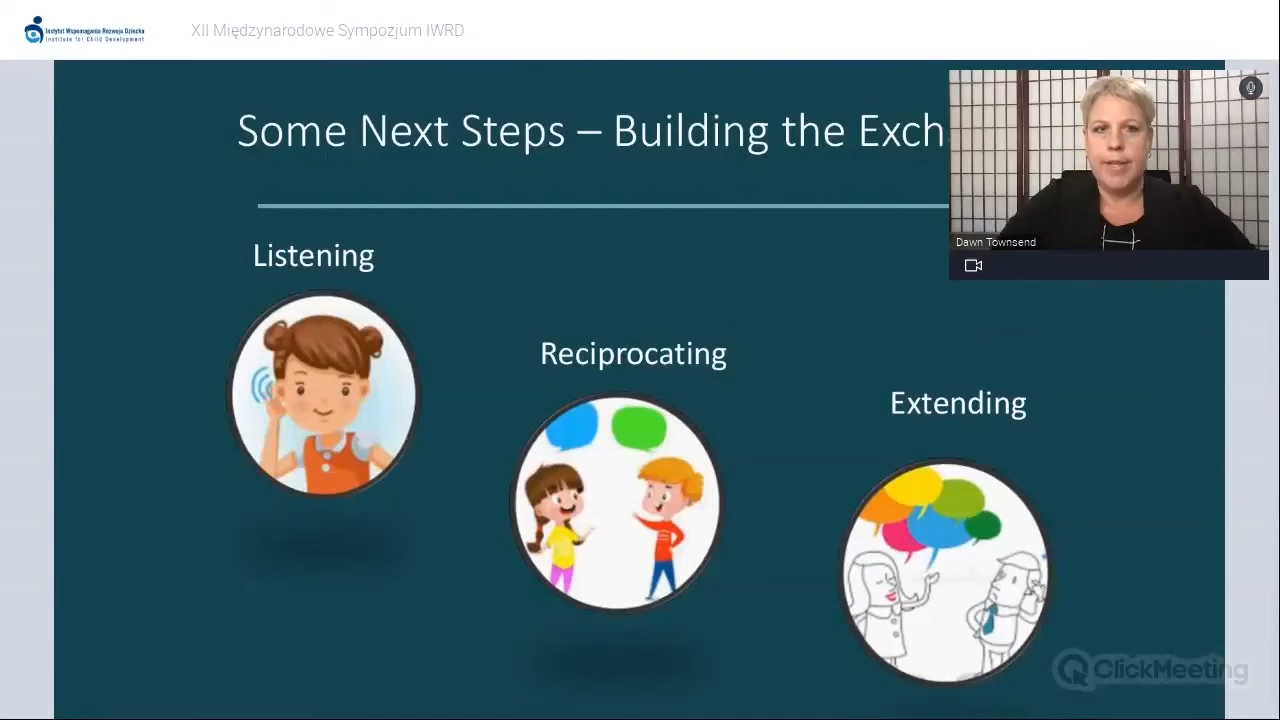 Instytut Wspomagania Rozwoju Dziecka
Institute for Child Development
XII Międzynarodowe Sympozjum IWRD
Some Next Steps – Building the Exch
Dawn Townsend
Listening
Reciprocating
Extending
ClickMeeting